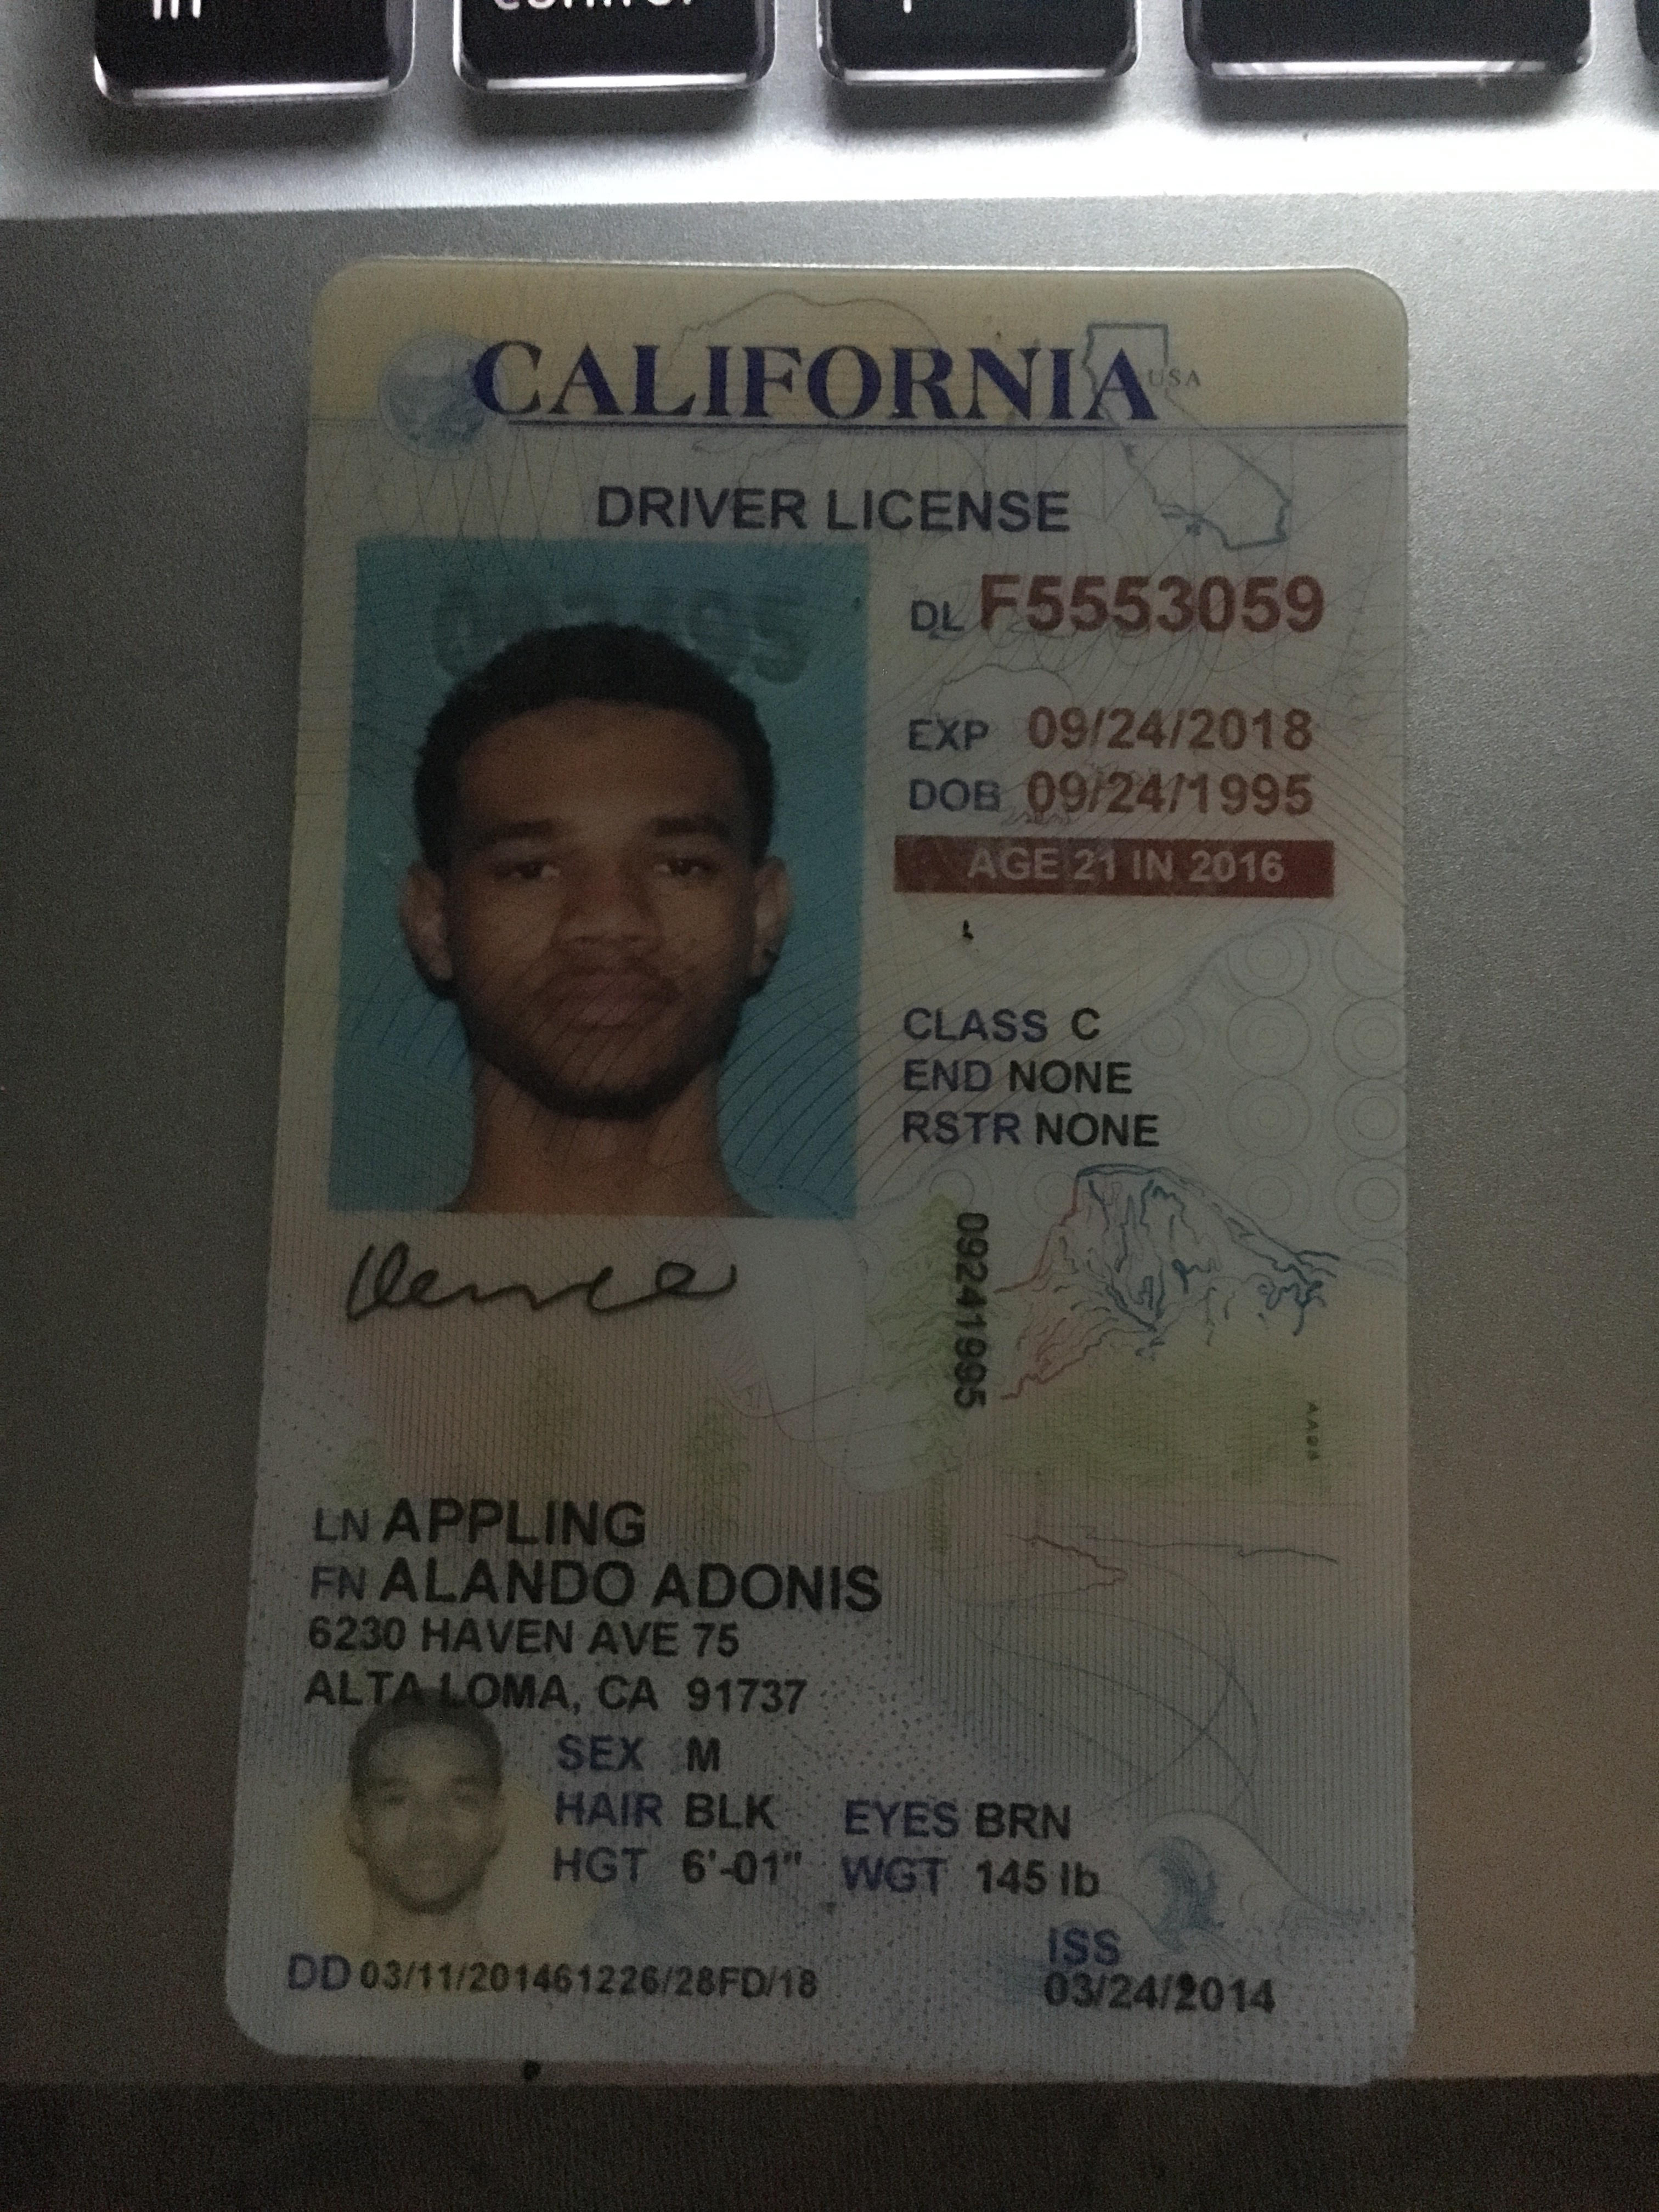 control
CALIFORNIA USA
DRIVER LICENSE
DL F5553059
EXP 09/24/2018
DOB 09/24/1995
AGE 21 IN 2016
CLASS C
END NONE
RSTR NONE
09241995
LN APPLING
FN ALANDO ADONIS
6230 HAVEN AVE 75
ALTA LOMA, CA 91737
SEX M
HAIR BLK EYES BRN
HGT 6'-01" WGT 145 lb
DD 03/11/201461226/28FD/18
ISS
03/24/2014